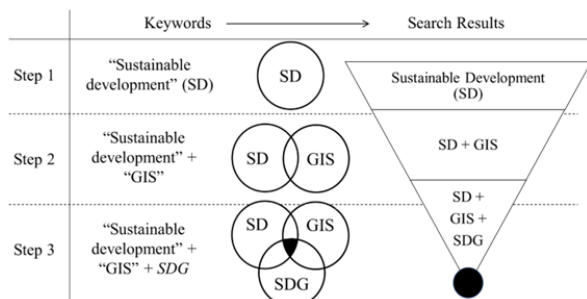 Keywords
Search Results
Step 1
“Sustainable
development” (SD)
SD
Sustainable Development
(SD)
Step 2
“Sustainable
development” +
“GIS”
SD
GIS
SD + GIS
Step 3
“Sustainable
development” +
“GIS” + SDG
SD
GIS
SDG
SD +
GIS +
SDG